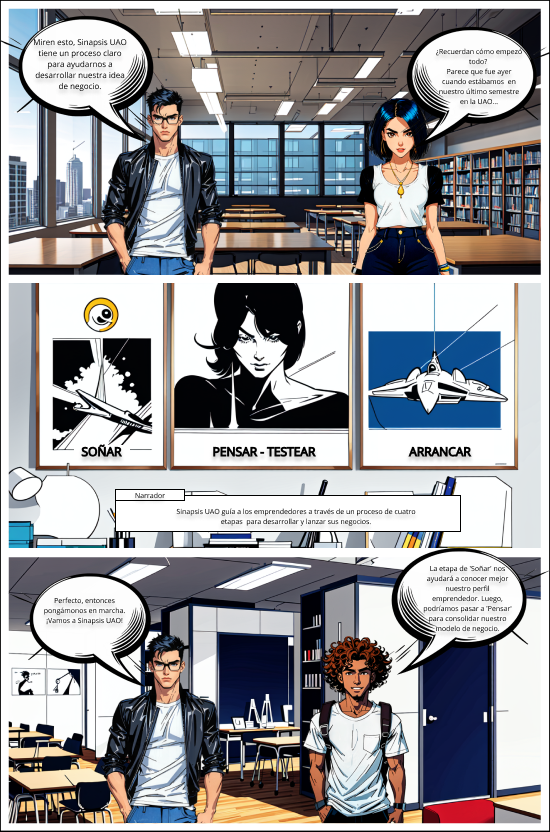 Miren esto, Sinapsis UAO
tiene un proceso claro
para ayudarnos a
desarrollar nuestra idea
de negocio.
¿Recuerdan cómo empezó
todo?
Parece que fue ayer
cuando estábamos en
nuestro último semestre
en la UAO...
SOÑAR
PENSAR - TESTEAR
ARRANCAR
Narrador
Sinapsis UAO guía a los emprendedores a través de un proceso de cuatro
etapas para desarrollar y lanzar sus negocios.
Perfecto, entonces
pongámonos en marcha.
¡Vamos a Sinapsis UAO!
La etapa de 'Soñar' nos
ayudará a conocer mejor
nuestro perfil
emprendedor. Luego,
podríamos pasar a 'Pensar'
para consolidar nuestro
modelo de negocio.